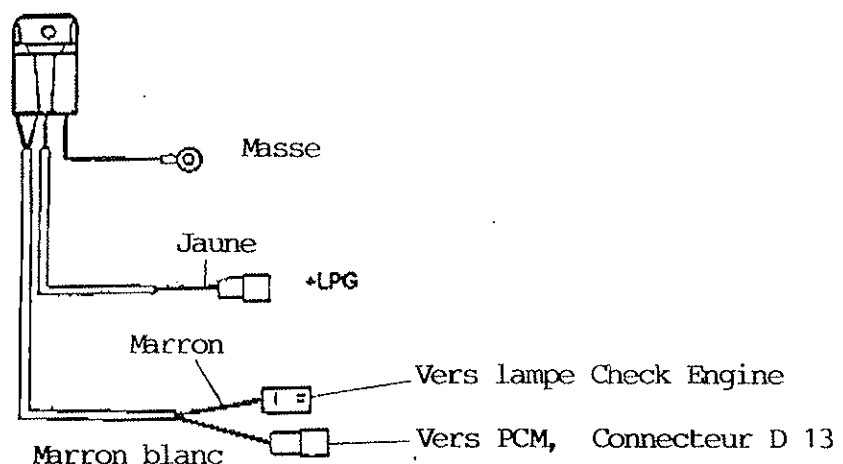 Masse
Jaune
+LPG
Marron
Vers lampe Check Engine
Vers PCM, Connecteur D 13
Marron blanc